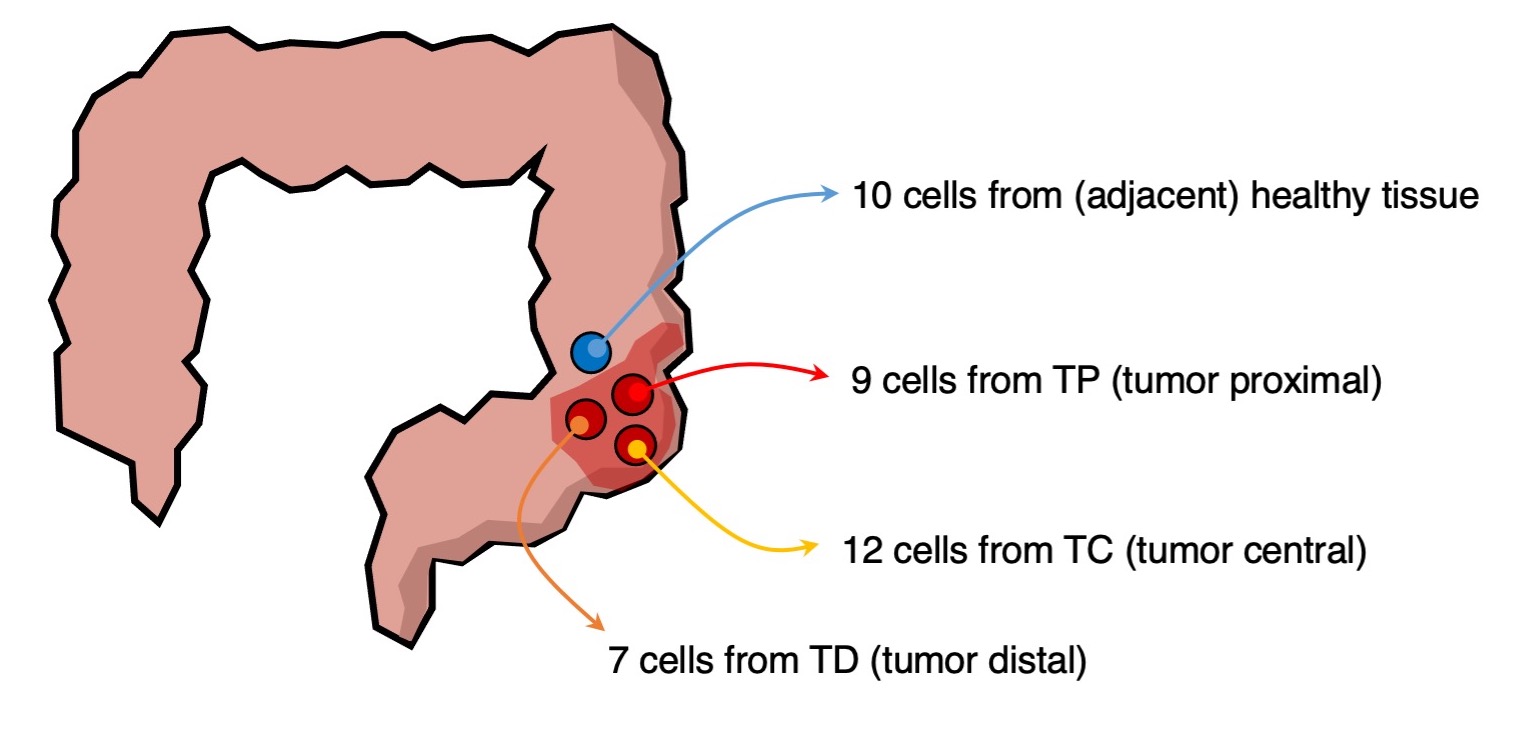 10 cells from (adjacent) healthy tissue
9 cells from TP (tumor proximal)
12 cells from TC (tumor central)
7 cells from TD (tumor distal)